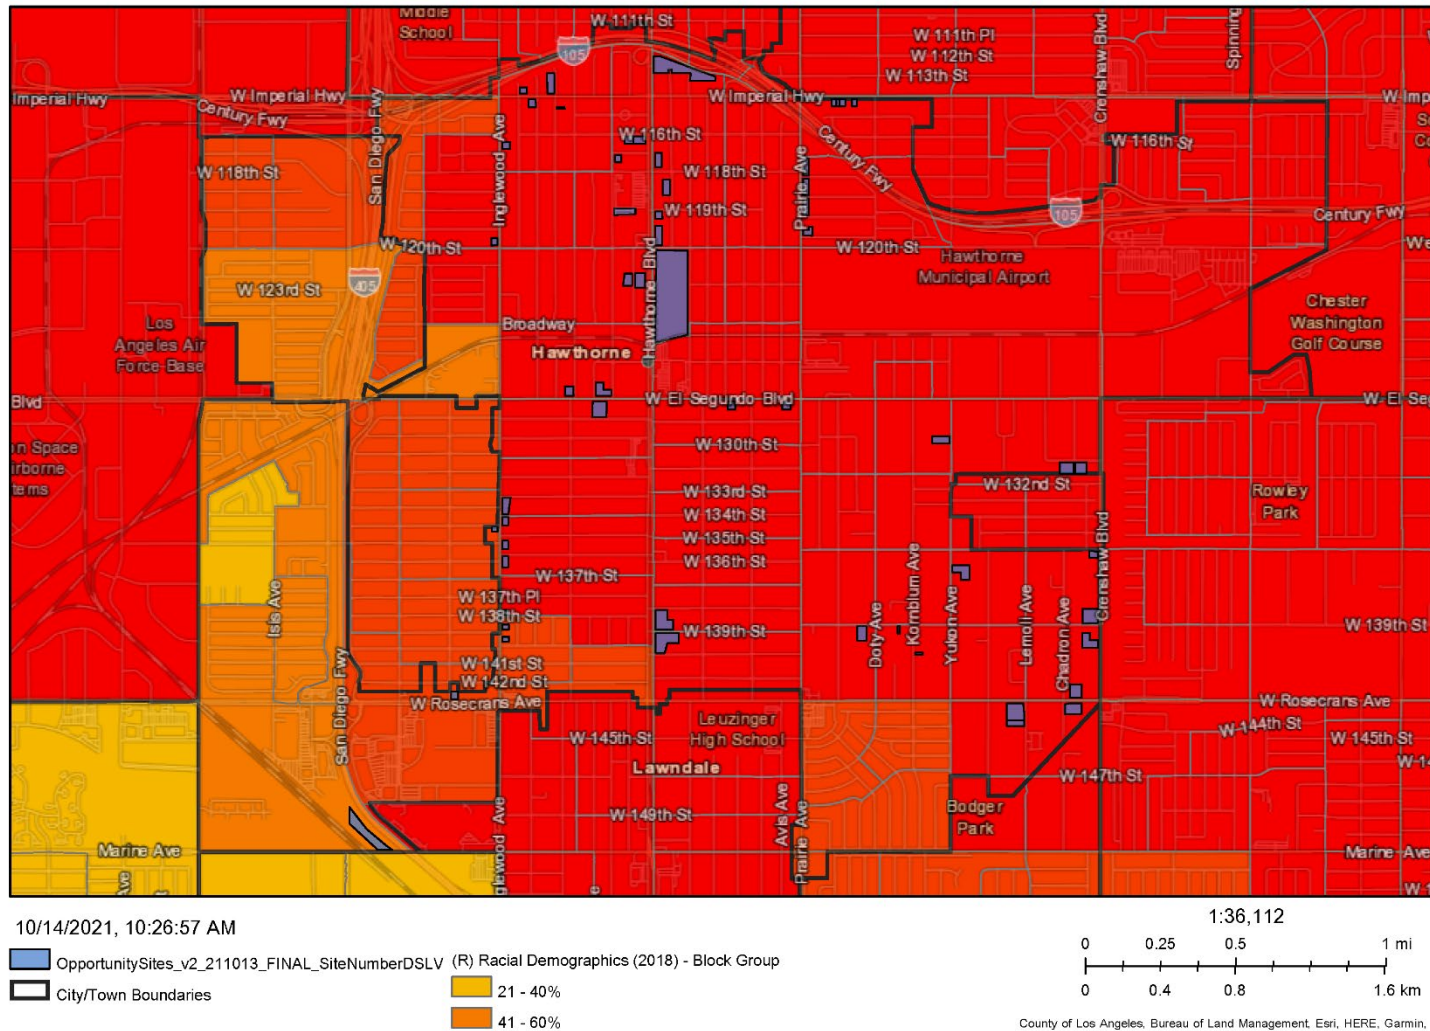 Middle
School
W 111th St
105
W 111th Pl
W 112th St
W 113th St
Crenshaw Blvd
Spinning
Imperial Hwy
W Imperial Hwy
W Imperial Hwy
W Imp
Century Fwy
San Diego Fwy
Inglewood Ave
W 116th St
Century Fwy
W 116th St
W 118th St
W 118th St
Prairie Ave
W 119th St
105
Century Fwy
W 120th St
Hawthorne Blvd
W 120th St
Hawthorne
Municipal Airport
405
W 123rd St
Los
Angeles Air
Force Base
Broadway
Hawthorne
Chester
Washington
Golf Course
Blvd
W El Segundo Blvd
W El Seg
on Space
irborne
tems
W 130th St
W 133rd St
W 132nd St
Rowley
Park
W 134th St
W 135th St
W 136th St
Crenshaw Blvd
Isis Ave
W 137th St
W 137th Pl
W 138th St
W 139th St
W 139th St
Doty Ave
Kornblum Ave
Yukon Ave
Lemoli Ave
Chadron Ave
W 141st St
W 142nd St
San Diego Fwy
W Rosecrans Ave
W Rosecrans Ave
Leuzinger
High School
W 144th St
W 145th St
W 145th St
Lawndale
W 147th St
W 149th St
Bodger
Park
Marine Ave
Marine Ave
Ave
nglewood Ave
Avis Ave
Prairie Ave
10/14/2021, 10:26:57 AM
OpportunitySites_v2_211013_FINAL_SiteNumberDSLV
City/Town Boundaries
(R) Racial Demographics (2018) - Block Group
21 - 40%
41 - 60%
1:36,112
0 0.25 0.5 1 mi
0 0.4 0.8 1.6 km
County of Los Angeles, Bureau of Land Management, Esri, HERE, Garmin,